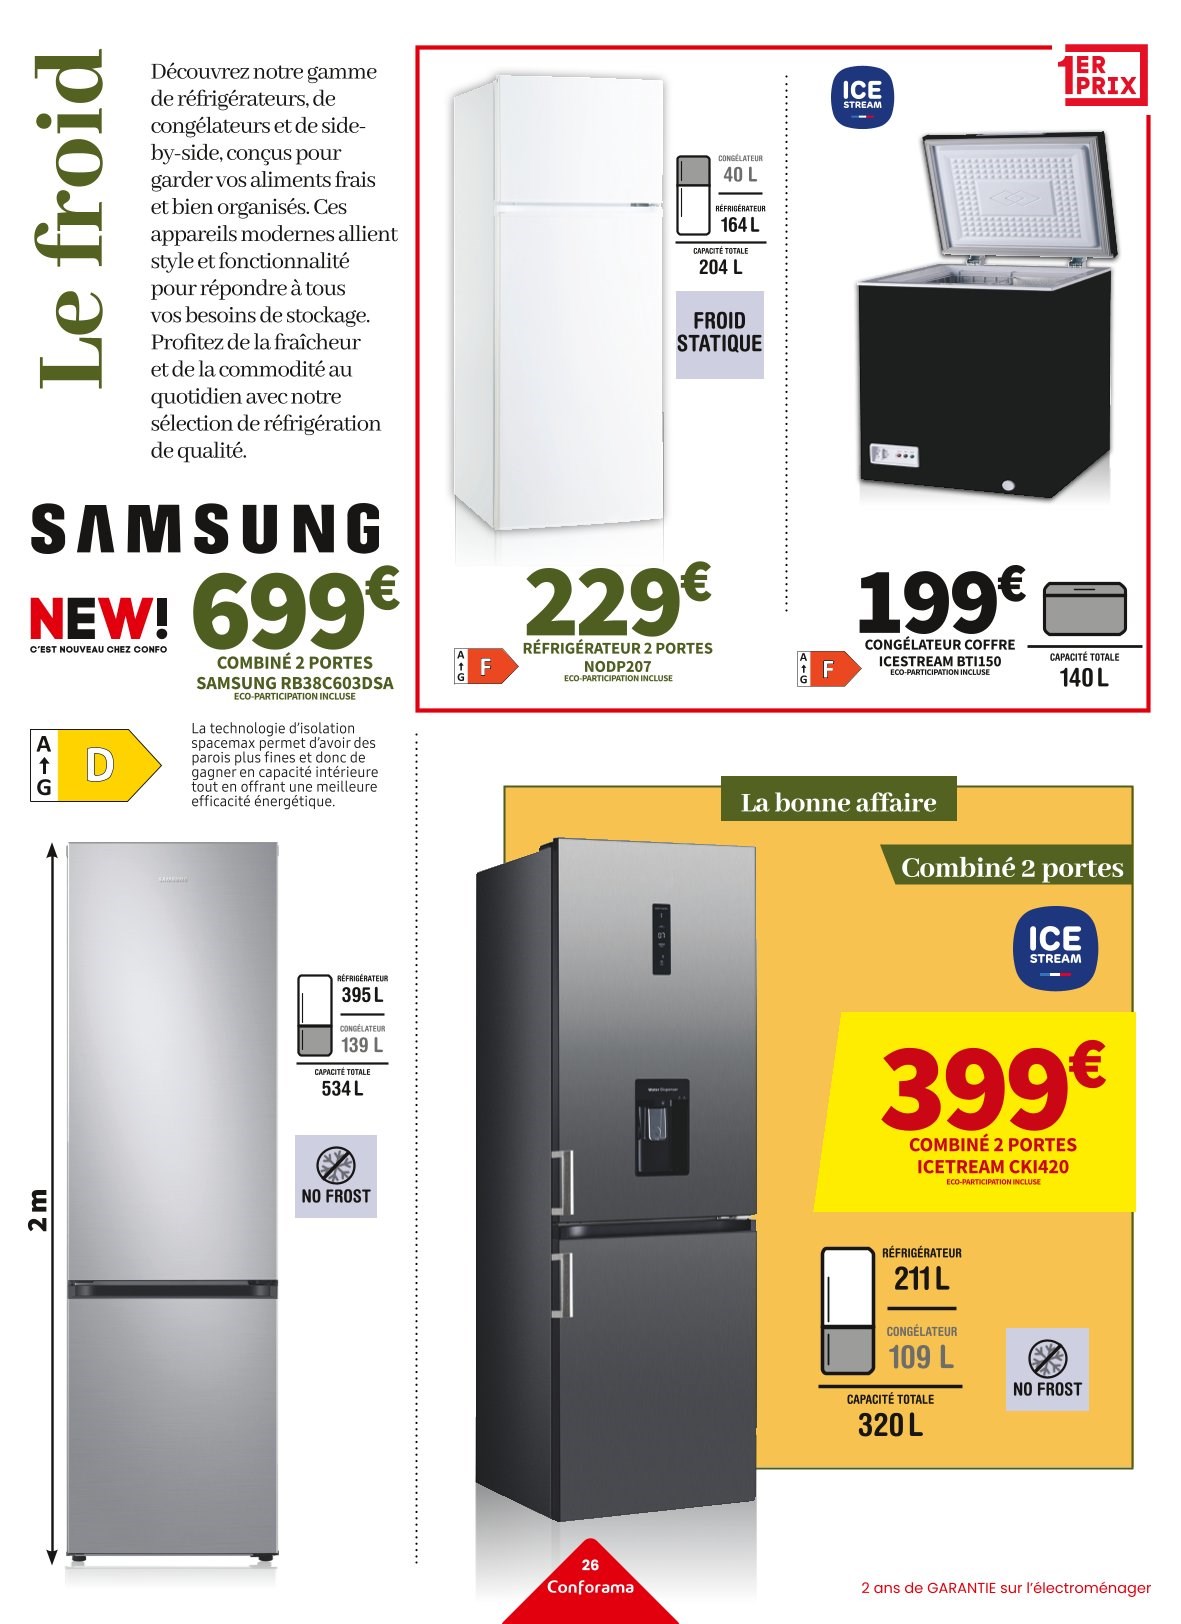 Le froid
Découvrez notre gamme
de réfrigérateurs, de
congélateurs et de side-
by-side, conçus pour
garder vos aliments frais
et bien organisés. Ces
appareils modernes allient
style et fonctionnalité
pour répondre à tous
vos besoins de stockage.
Profitez de la fraîcheur
et de la commodité au
quotidien avec notre
sélection de réfrigération
de qualité.
1ER
PRIX
CONGÉLATEUR
40 L
RÉFRIGÉRATEUR
164 L
CAPACITÉ TOTALE
204 L
FROID
STATIQUE
229€
RÉFRIGÉRATEUR 2 PORTES
NODP207
ECO-PARTICIPATION INCLUSE
A
G
F
ICE
STREAM
199€
CONGÉLATEUR COFFRE
ICESTREAM BTI150
ECO-PARTICIPATION INCLUSE
A
G
F
CAPACITÉ TOTALE
140 L
SAMSUNG
NEW!
C'EST NOUVEAU CHEZ CONFO
699€
COMBINÉ 2 PORTES
SAMSUNG RB38C603DSA
ECO-PARTICIPATION INCLUSE
A
G
D
La technologie d'isolation
spacemax permet d'avoir des
parois plus fines et donc de
gagner en capacité intérieure
tout en offrant une meilleure
efficacité énergétique.
2 m
SAMSUNG
RÉFRIGÉRATEUR
395 L
CONGÉLATEUR
139 L
CAPACITÉ TOTALE
534 L
NO FROST
La bonne affaire
Combiné 2 portes
ICE
STREAM
399€
COMBINÉ 2 PORTES
ICETREAM CKI420
ECO-PARTICIPATION INCLUSE
Water Dispenser
RÉFRIGÉRATEUR
211 L
CONGÉLATEUR
109 L
CAPACITÉ TOTALE
320 L
NO FROST
26
Conforama
2 ans de GARANTIE sur l'électroménager